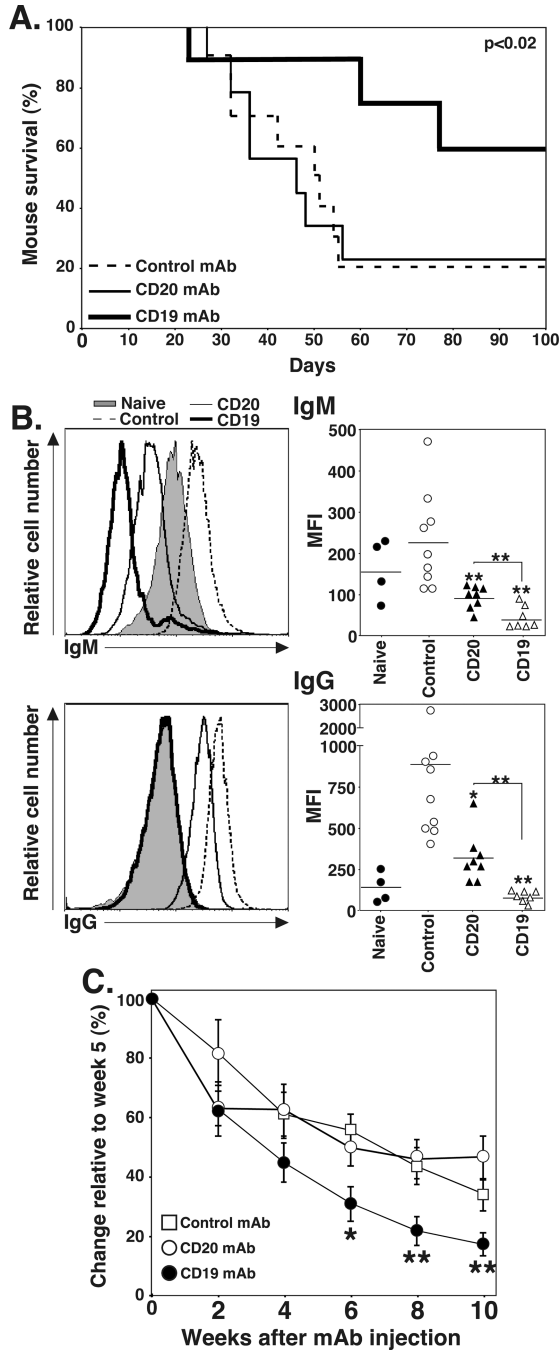 A.
p<0.02
Mouse survival (%)
100
80
60
40
20
0
Control mAb
CD20 mAb
CD19 mAb
0 10 20 30 40 50 60 70 80 90 100
Days
B.
Naive CD20
Control CD19
IgM
Relative cell number
IgM
MFI
500
400
300
200
100
0
**
**
**
Naive Control CD20 CD19
IgG
Relative cell number
IgG
MFI
3000
2000
1000
750
500
250
0
**
*
**
Naive Control CD20 CD19
C.
Change relative to week 5 (%)
100
80
60
40
20
0
Control mAb
CD20 mAb
CD19 mAb
*
**
**
0 2 4 6 8 10
Weeks after mAb injection